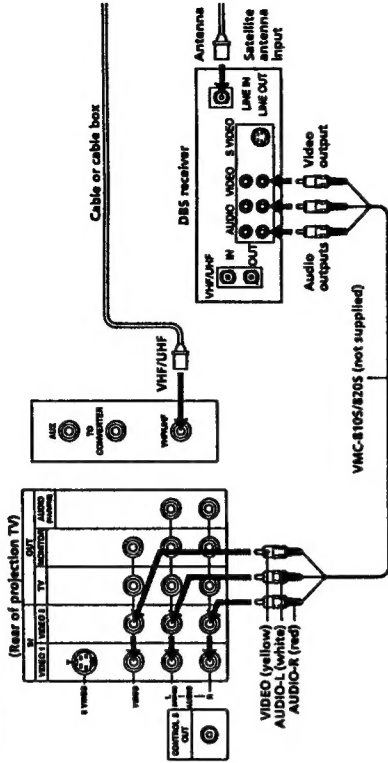 (Rear of projection TV)
IN
OUT
VIDEO 1
VIDEO 2
TV
MONITOR
AUDIO
S VIDEO
VIDEO
L
AUDIO
R
CONTROL S
OUT
AUX
TO
CONVERTER
VHF/UHF
VHF/UHF
Cable or cable box
VIDEO (yellow)
AUDIO-L (white)
AUDIO-R (red)
VMC-810S/820S (not supplied)
DBS receiver
VHF/UHF
IN
OUT
AUDIO
VIDEO
S VIDEO
LINE IN
LINE OUT
Audio
outputs
Video
output
Antenna
Satellite
antenna
input